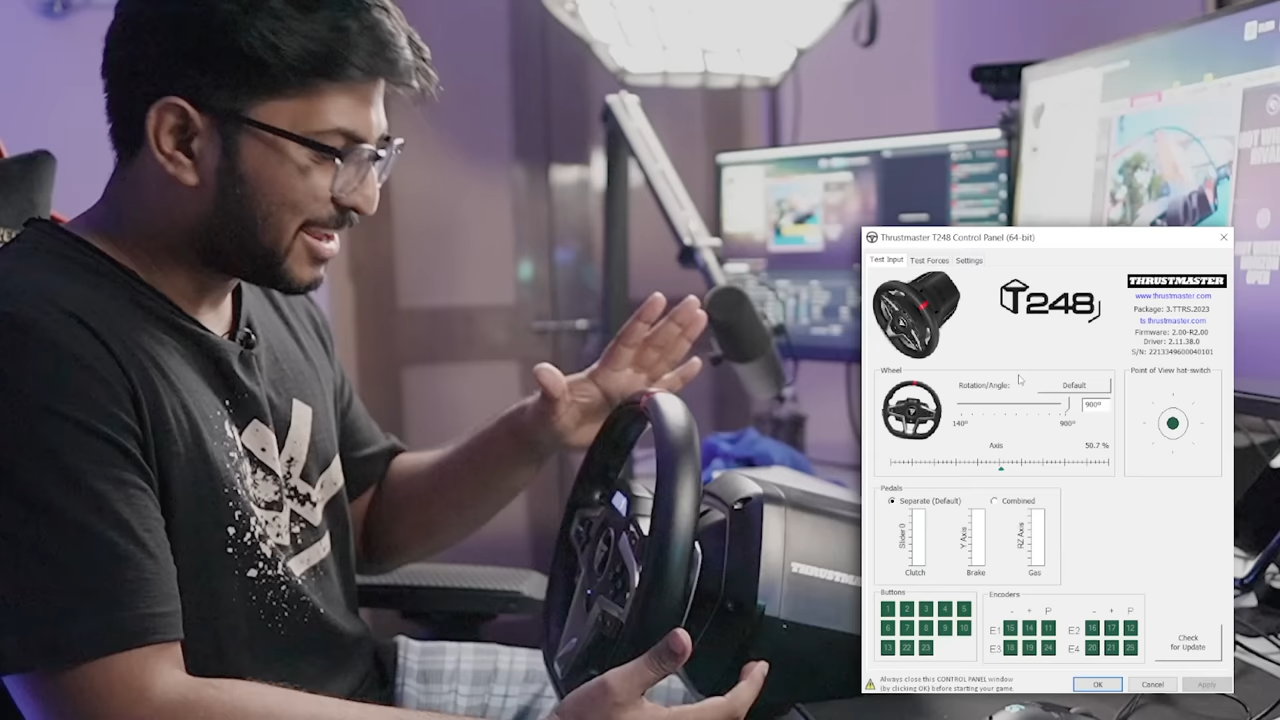 Thrustmaster T248 Control Panel (64-bit)
Test Input Test Forces Settings
T248
THRUSTMASTER
www.thrustmaster.com
Package: 3.TTRS.2023
ts.thrustmaster.com
Firmware: 2.00-R2.00
Driver: 2.11.38.0
S/N: 2213349600040101
Wheel
Rotation/Angle: Default
900°
140° 900°
Axis 50.7 %
Point of View hat-switch
Pedals
Separate (Default) Combined
Slider 0 Y Axis RZ Axis
Clutch Brake Gas
Buttons
1 2 3 4 5
6 7 8 9 10
13 22 23
Encoders
- + P - + P
E1 15 14 11 E2 16 17 12
E3 18 19 24 E4 20 21 25
Check
for Update
Always close this CONTROL PANEL window
(by clicking OK) before starting your game.
OK Cancel Apply
THRUSTMA